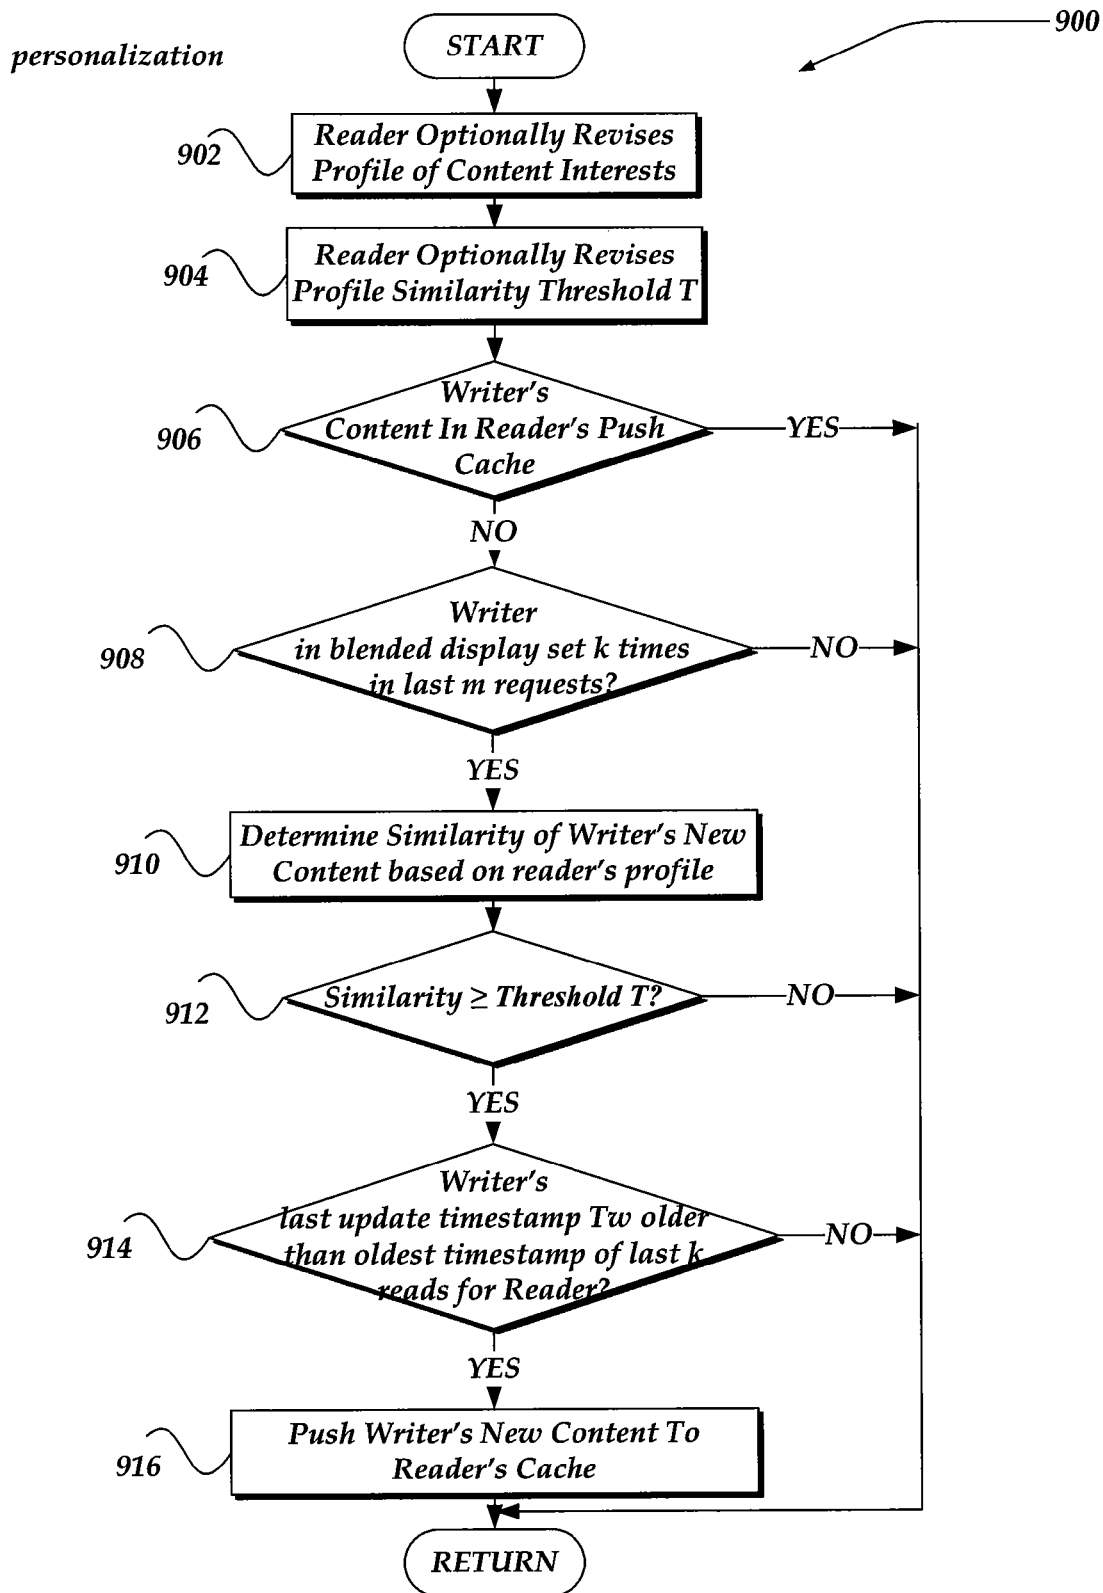 900
START
personalization
902
Reader Optionally Revises
Profile of Content Interests
904
Reader Optionally Revises
Profile Similarity Threshold T
906
Writer's
Content In Reader's Push
Cache
YES
NO
908
Writer
in blended display set k times
in last m requests?
NO
YES
910
Determine Similarity of Writer's New
Content based on reader's profile
912
Similarity ≥ Threshold T?
NO
YES
914
Writer's
last update timestamp Tw older
than oldest timestamp of last k
reads for Reader?
NO
YES
916
Push Writer's New Content To
Reader's Cache
RETURN